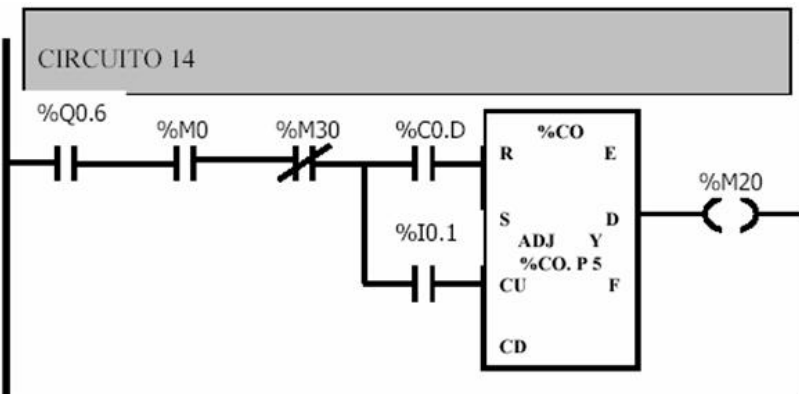 CIRCUITO 14
%Q0.6
%M0
%M30
%C0.D
%CO
R E
%M20
S D
%I0.1
ADJ Y
%CO. P 5
CU F
CD